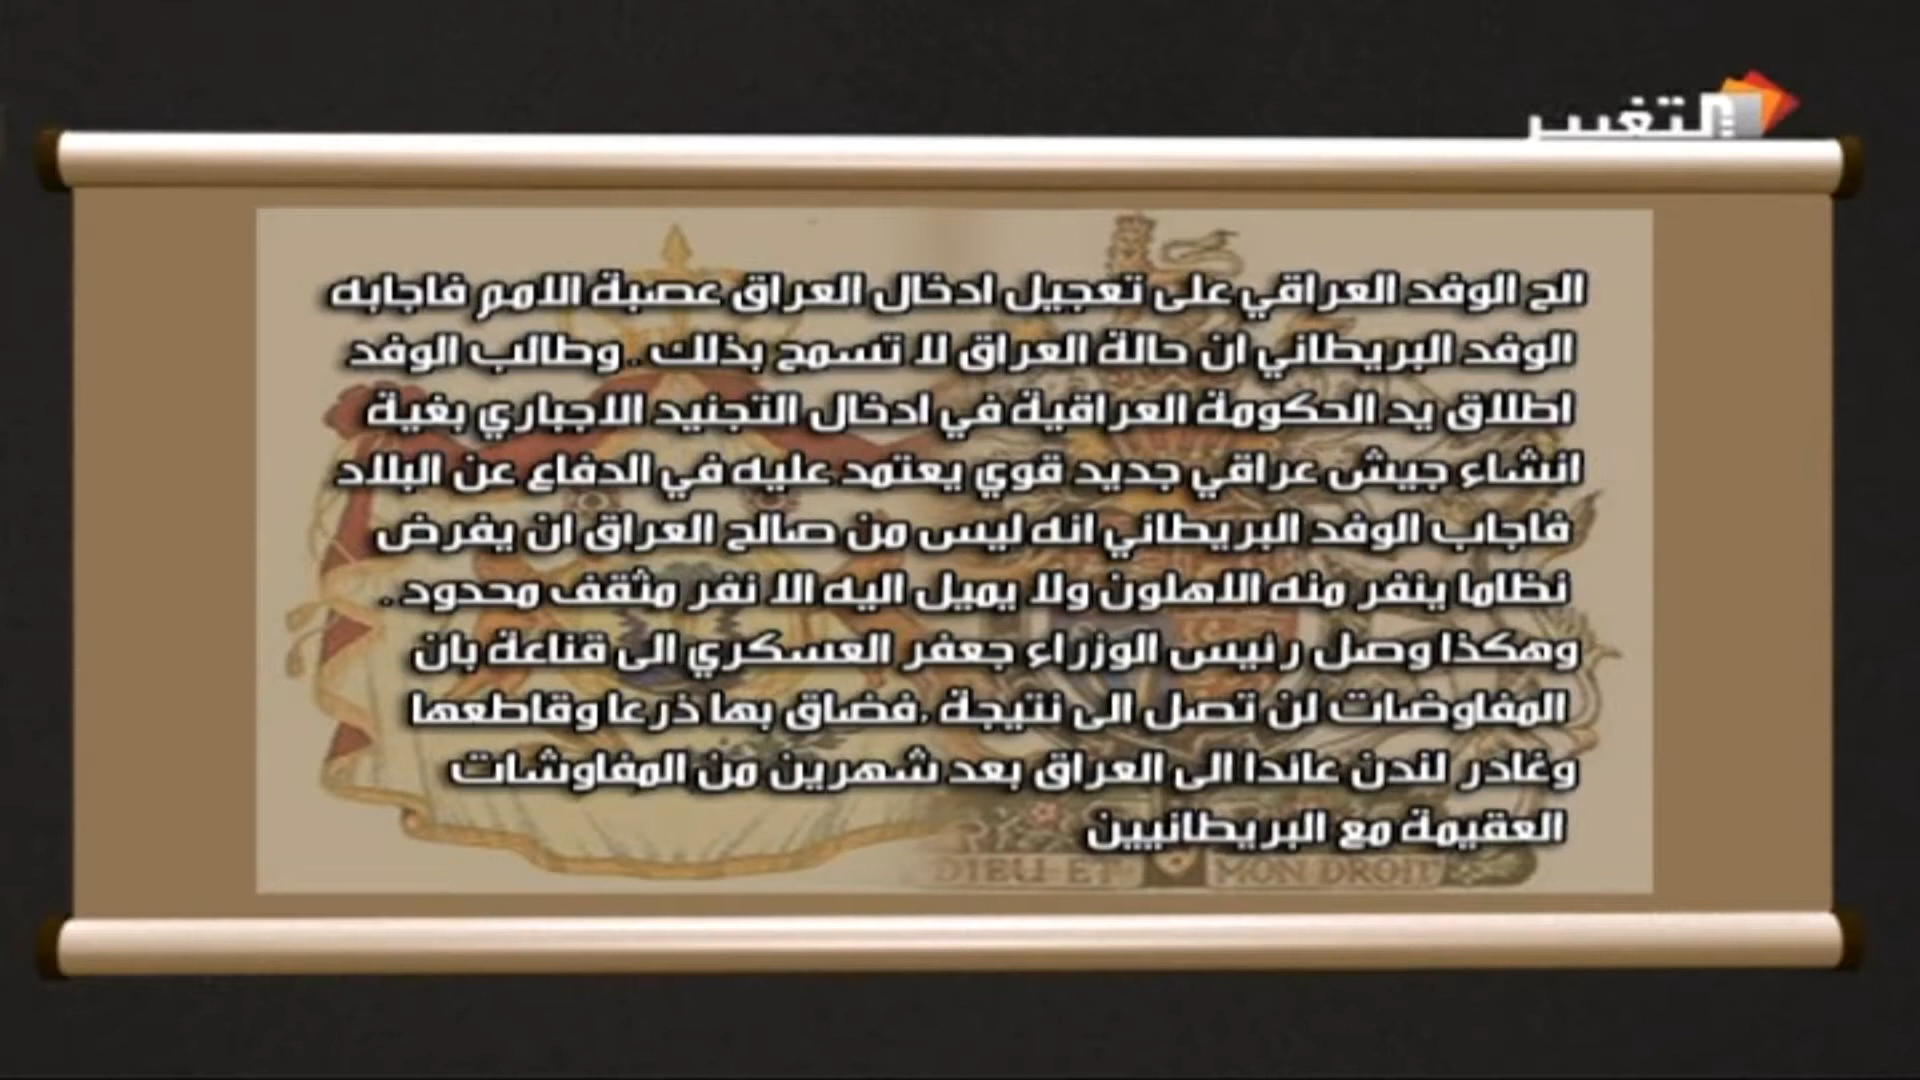 التغيير
الح الوفد العراقي على تعجيل ادخال العراق عصبة الامم فاجابه
الوفد البريطاني ان حالة العراق لا تسمح بذلك . وطالب الوفد
اطلاق يد الحكومة العراقية في ادخال التجنيد الاجباري بغية
انشاء جيش عراقي جديد قوي يعتمد عليه في الدفاع عن البلاد
فاجاب الوفد البريطاني انه ليس من صالح العراق ان يفرض
نظاما ينفر منه الاهلون ولا يميل اليه الا نفر مثقف محدود .
وهكذا وصل رئيس الوزراء جعفر العسكري الى قناعة بان
المفاوضات لن تصل الى نتيجة ،فضاق بها ذرعا وقاطعها
وغادر لندن عائدا الى العراق بعد شهرين من المفاوشات
العقيمة مع البريطانيين
DIEU ET MON DROIT